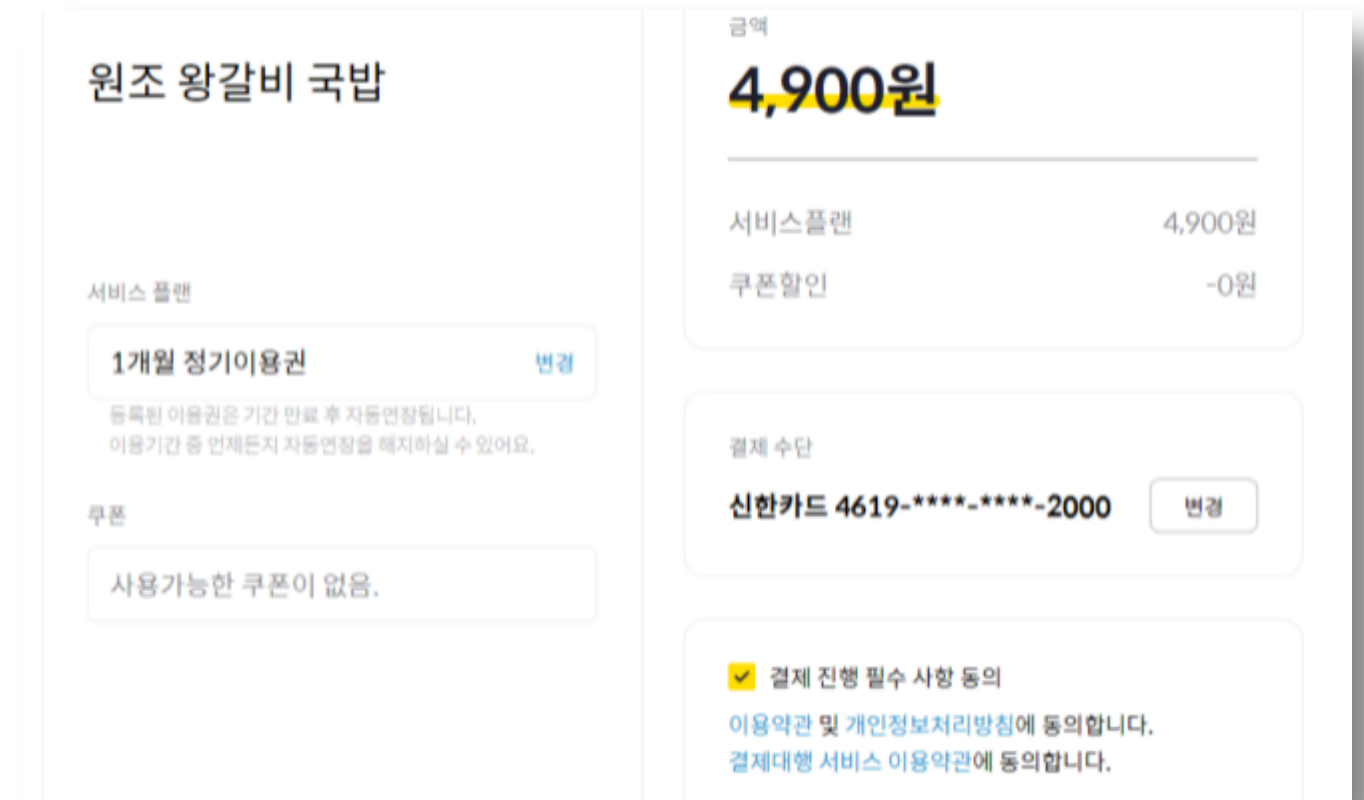 원조 왕갈비 국밥
서비스 플랜
1개월 정기이용권
변경
등록된 이용권은 기간 만료 후 자동연장됩니다.
이용기간 중 언제든지 자동연장을 해지하실 수 있어요.
쿠폰
사용가능한 쿠폰이 없음.
금액
4,900원
서비스플랜 4,900원
쿠폰할인 -0원
결제 수단
신한카드 4619-****-****-2000 변경
결제 진행 필수 사항 동의
이용약관 및 개인정보처리방침에 동의합니다.
결제대행 서비스 이용약관에 동의합니다.